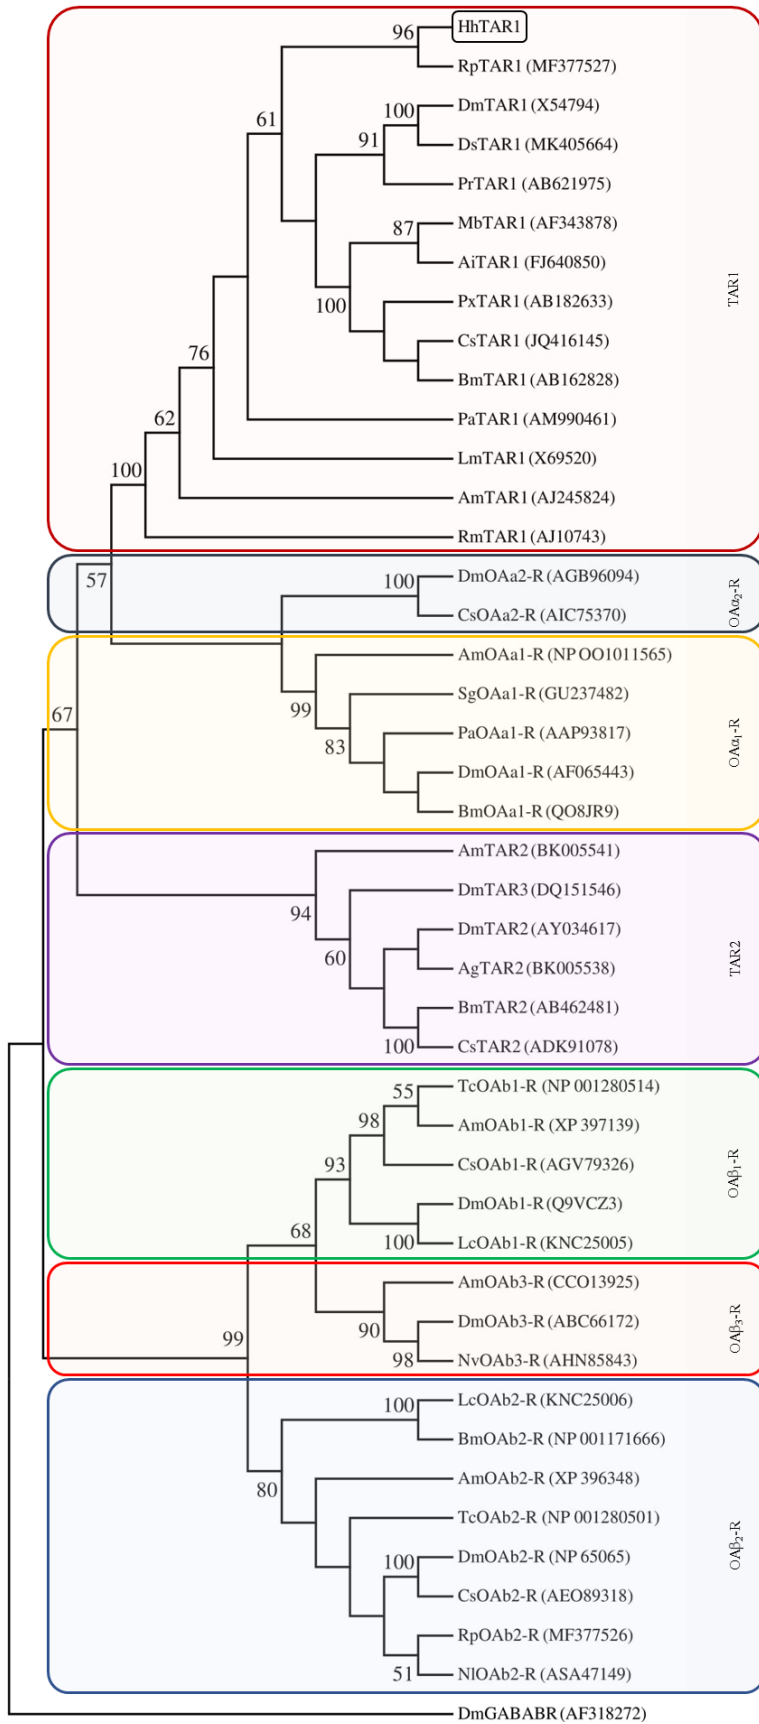 96
HhTAR1
RpTAR1 (MF377527)
DmTAR1 (X54794)
100
61
91
DsTAR1 (MK405664)
PrTAR1 (AB621975)
87
MbTAR1 (AF343878)
AiTAR1 (FJ640850)
100
PxTAR1 (AB182633)
TAR1
CsTAR1 (JQ416145)
76
BmTAR1 (AB162828)
62
PaTAR1 (AM990461)
LmTAR1 (X69520)
100
AmTAR1 (AJ245824)
RmTAR1 (AJ10743)
57
100
DmOAa2-R (AGB96094)
CsOAa2-R (AIC75370)
OAα2-R
AmOAa1-R (NP OO1011565)
67
99
SgOAa1-R (GU237482)
83
PaOAa1-R (AAP93817)
OAα1-R
DmOAa1-R (AF065443)
BmOAa1-R (QO8JR9)
AmTAR2 (BK005541)
94
DmTAR3 (DQ151546)
60
DmTAR2 (AY034617)
TAR2
AgTAR2 (BK005538)
BmTAR2 (AB462481)
100
CsTAR2 (ADK91078)
55
TcOAb1-R (NP 001280514)
98
AmOAb1-R (XP 397139)
93
CsOAb1-R (AGV79326)
OAβ1-R
DmOAb1-R (Q9VCZ3)
68
100
LcOAb1-R (KNC25005)
AmOAb3-R (CCO13925)
99
90
DmOAb3-R (ABC66172)
OAβ3-R
98
NvOAb3-R (AHN85843)
100
LcOAb2-R (KNC25006)
BmOAb2-R (NP 001171666)
80
AmOAb2-R (XP 396348)
TcOAb2-R (NP 001280501)
OAβ2-R
100
DmOAb2-R (NP 65065)
CsOAb2-R (AEO89318)
RpOAb2-R (MF377526)
51
NlOAb2-R (ASA47149)
DmGABABR (AF318272)